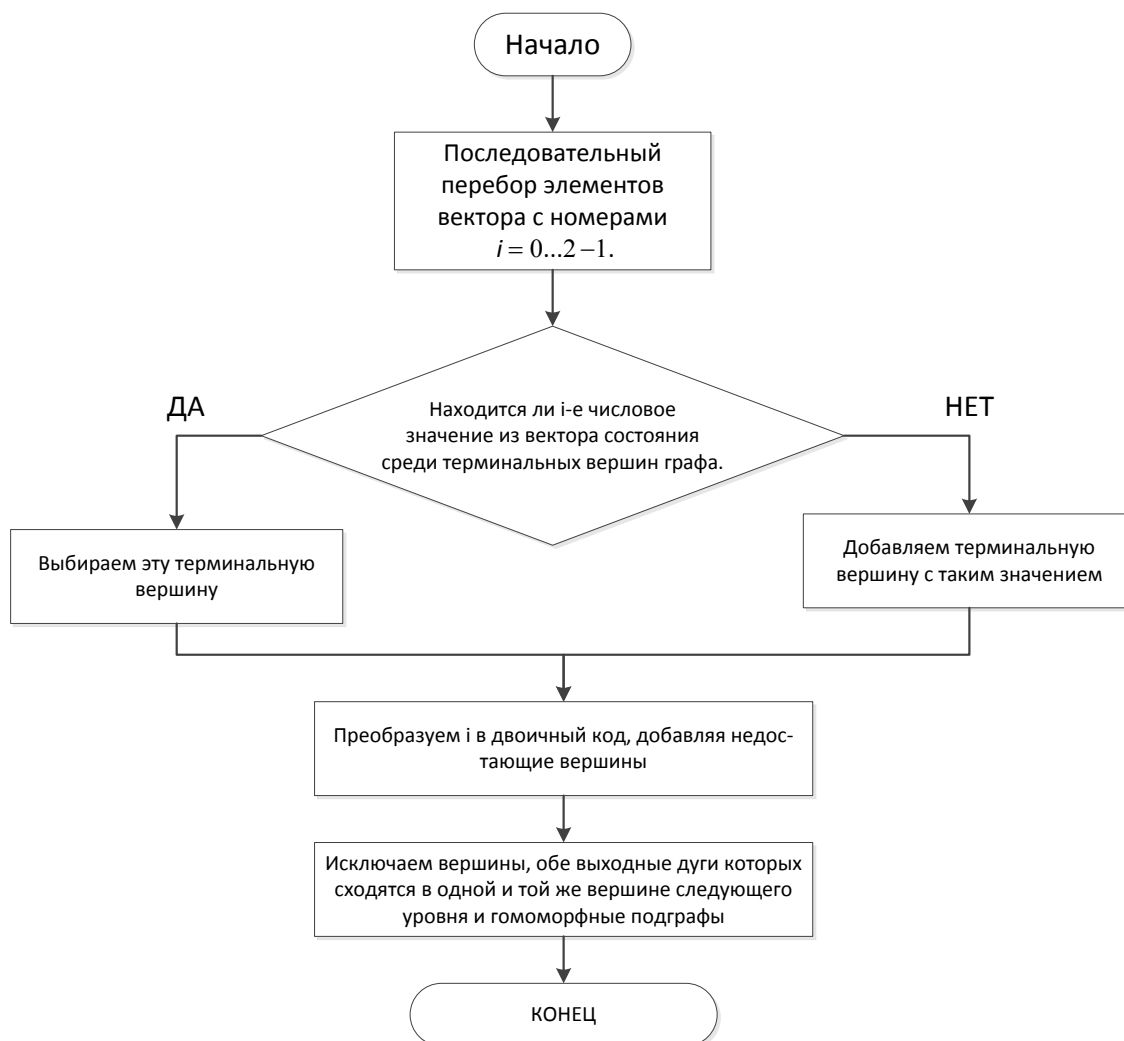 Начало
Последовательный
перебор элементов
вектора с номерами
i = 0...2 −1.
ДА
НЕТ
Находится ли i-е числовое
значение из вектора состояния
среди терминальных вершин графа.
Выбираем эту терминальную
вершину
Добавляем терминальную
вершину с таким значением
Преобразуем i в двоичный код, добавляя недос-
тающие вершины
Исключаем вершины, обе выходные дуги которых
сходятся в одной и той же вершине следующего
уровня и гомоморфные подграфы
КОНЕЦ